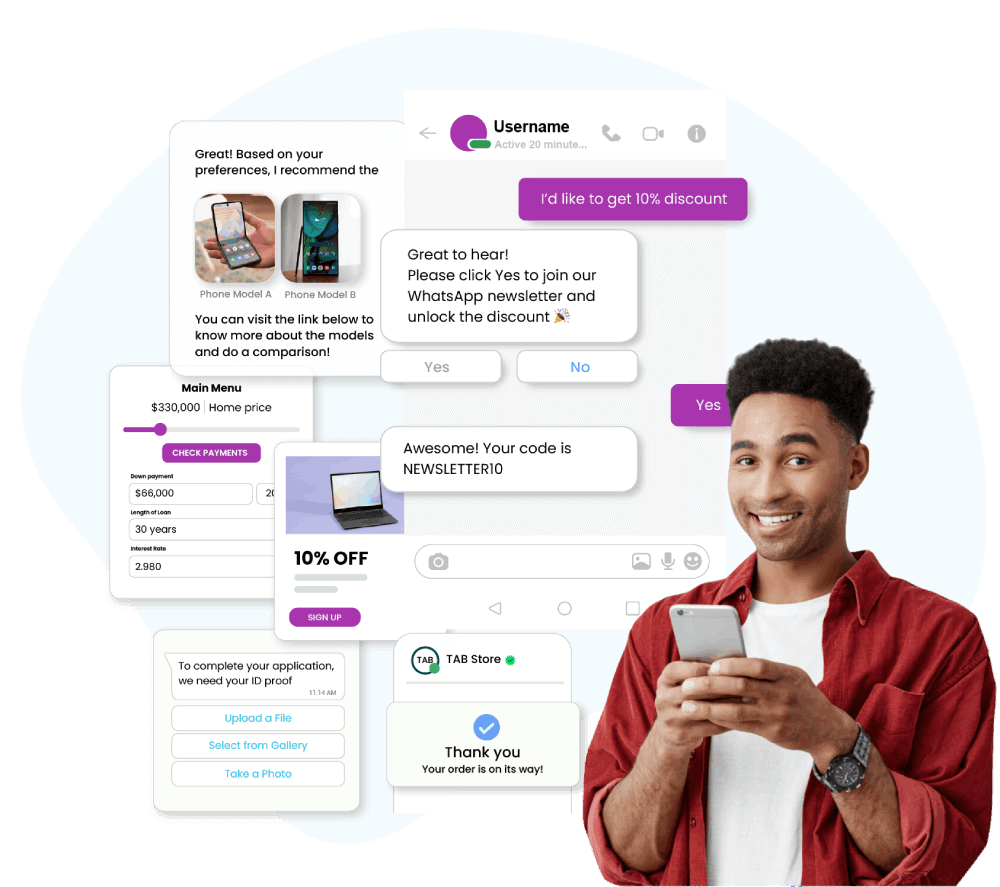 Username
Active 20 minute...
I'd like to get 10% discount
Great to hear!
Please click Yes to join our
WhatsApp newsletter and
unlock the discount 🎉
Yes
No
Yes
Awesome! Your code is
NEWSLETTER10
Great! Based on your
preferences, I recommend the
Phone Model A
Phone Model B
You can visit the link below to
know more about the models
and do a comparison!
Main Menu
$330,000 | Home price
CHECK PAYMENTS
Down payment
$66,000
20
Length of Loan
30 years
Interest Rate
2.980
10% OFF
SIGN UP
To complete your application,
we need your ID proof
11:14 AM
Upload a File
Select from Gallery
Take a Photo
TAB
TAB Store
Thank you
Your order is on its way!